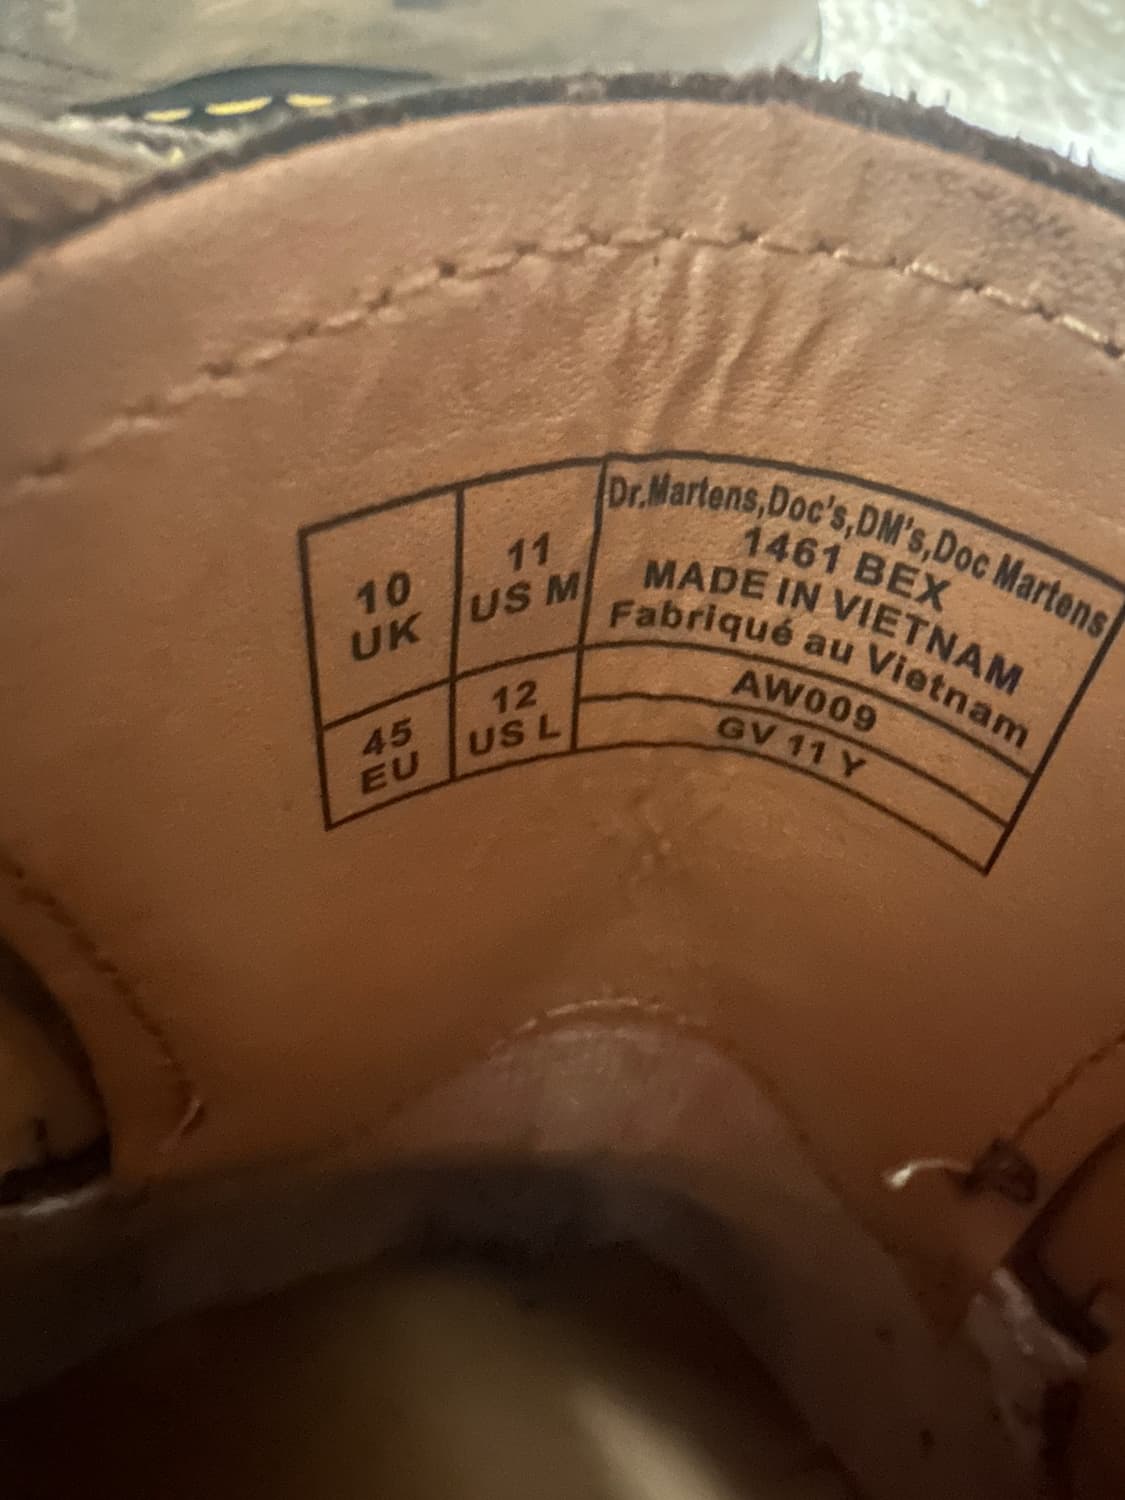 10
UK
11
US M
45
EU
12
US L
Dr.Martens,Doc's,DM's,Doc Martens
1461 BEX
MADE IN VIETNAM
Fabriqué au Vietnam
AW009
GV 11 Y